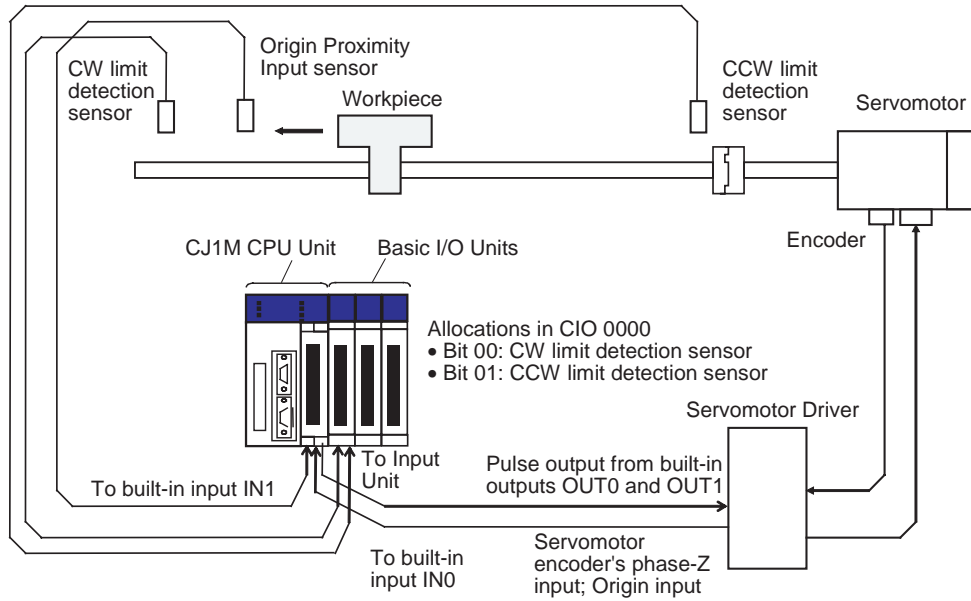 CW limit
detection
sensor
Origin Proximity
Input sensor
Workpiece
CCW limit
detection
sensor
Servomotor
Encoder
CJ1M CPU Unit
Basic I/O Units
Allocations in CIO 0000
• Bit 00: CW limit detection sensor
• Bit 01: CCW limit detection sensor
Servomotor Driver
To Input
Unit
Pulse output from built-in
outputs OUT0 and OUT1
To built-in input IN1
To built-in
input IN0
Servomotor
encoder's phase-Z
input; Origin input